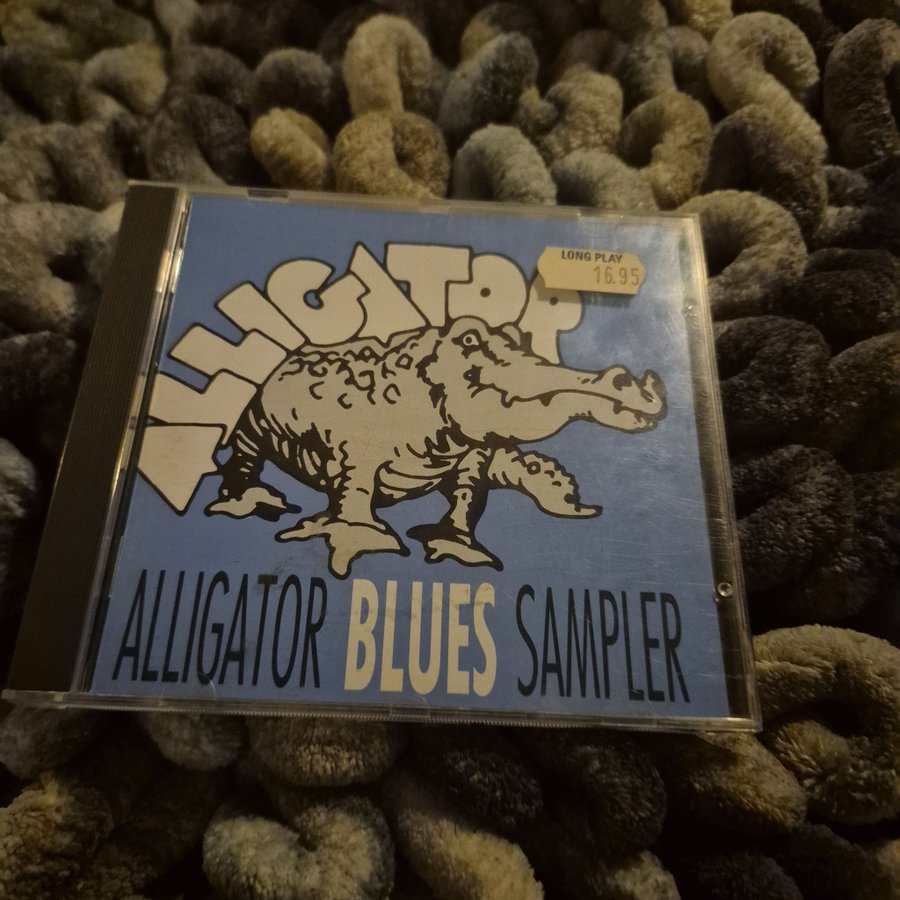 ALLIGATOR
LONG PLAY
16.95
ALLIGATOR BLUES SAMPLER